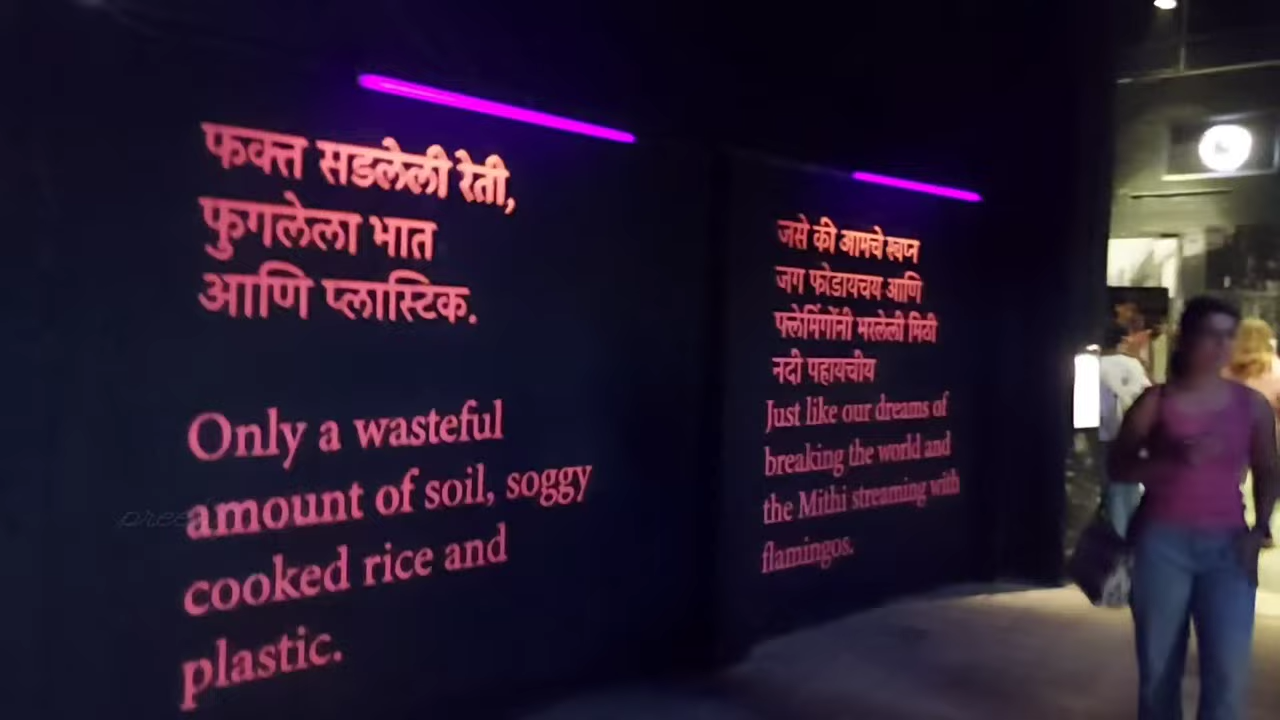 फक्त सडलेली रेती,
फुगलेला भात
आणि प्लास्टिक.
Only a wasteful
amount of soil, soggy
cooked rice and
plastic.
जसे की आमचे स्वप्न
जग फोडायचय आणि
फ्लेमिंगोंनी भरलेली मिठी
नदी पहायचीय
Just like our dreams of
breaking the world and
the Mithi streaming with
flamingos.